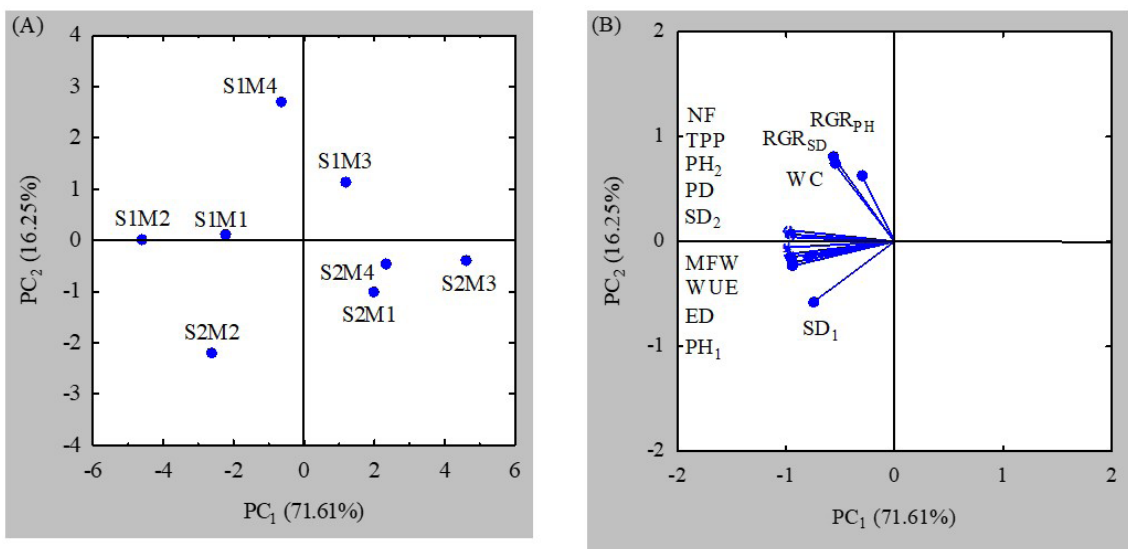 (A)
4
3
2
1
0
-1
-2
-3
-4
-6
-4
-2
0
2
4
6
PC2 (16.25%)
PC1 (71.61%)
S1M4
S1M3
S1M2
S1M1
S2M4
S2M3
S2M1
S2M2
(B)
2
1
0
-1
-2
-2
-1
0
1
2
PC2 (16.25%)
PC1 (71.61%)
NF
TPP
PH2
PD
SD2
MFW
WUE
ED
PH1
RGRPH
RGRSD
WC
SD1